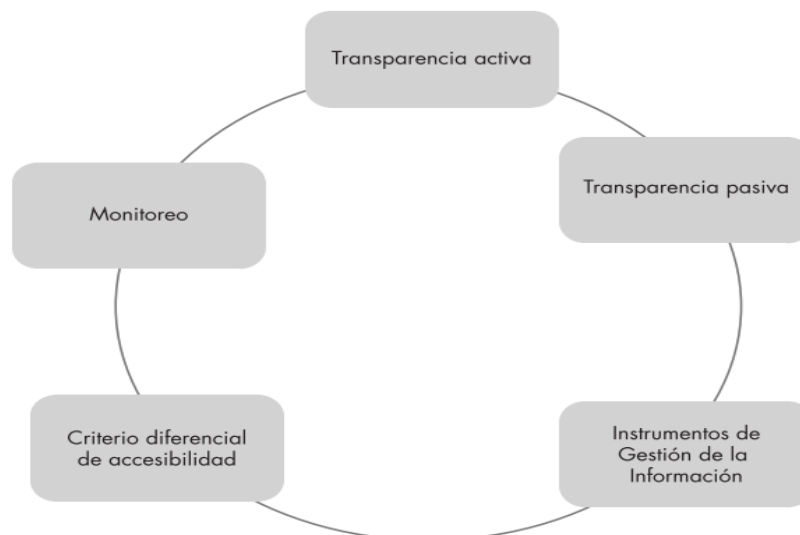 Transparencia activa
Transparencia pasiva
Monitoreo
Criterio diferencial
de accesibilidad
Instrumentos de
Gestión de la
Información